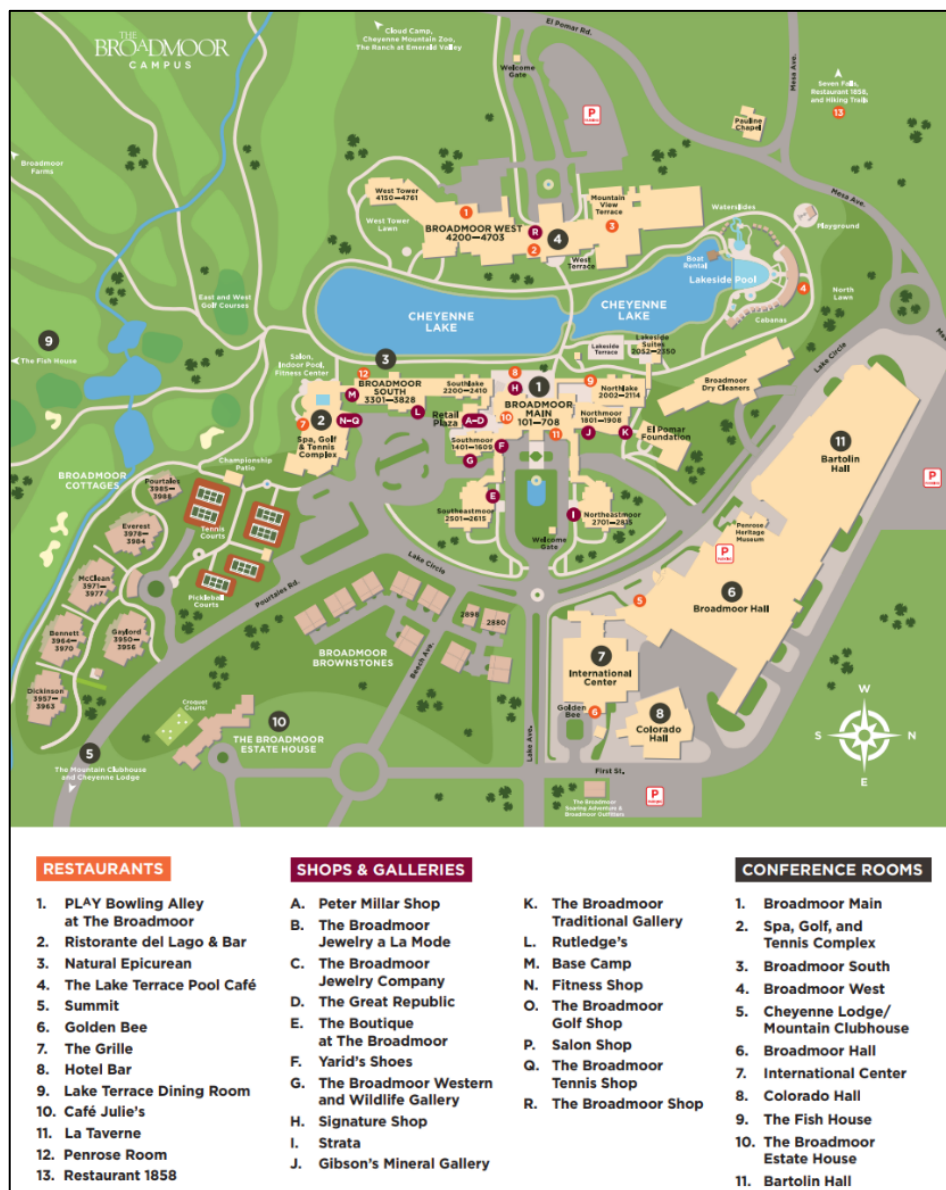 THE
BROADMOOR
CAMPUS
Cloud Camp,
Cheyenne Mountain Zoo,
The Ranch at Emerald Valley
El Pomar Rd.
Welcome
Gate
P
Mesa Ave.
Seven Falls,
Restaurant 1858,
and Hiking Trails
13
Pauline
Chapel
Broadmoor
Farms
West Tower
4150—4761
1
BROADMOOR WEST
4200—4703
West Tower
Lawn
R
2
4
Mountain
View
Terrace
3
West
Terrace
Waterslides
Playground
Mesa Ave.
Boat
Rental
Lakeside Pool
4
Cabanas
North
Lawn
East and West
Golf Courses
CHEYENNE
LAKE
CHEYENNE
LAKE
9
The Fish House
Salon,
Indoor Pool,
Fitness Center
3
12
M
BROADMOOR
SOUTH
3301—3828
L
Southlake
2200—2410
Retail
Plaza
A–D
8
H
1
BROADMOOR
MAIN
101—708
10
11
9
Lakeside
Terrace
Lakeside
Suites
2052—2350
Northlake
2002—2114
Northmoor
1801—1908
J
K
El Pomar
Foundation
Broadmoor
Dry Cleaners
Lake Circle
7
2
N–Q
Spa, Golf
& Tennis
Complex
Southmoor
1401—1609
F
G
E
Southeastmoor
2501—2615
I
Northeastmoor
2701—2815
Welcome
Gate
11
Bartolin
Hall
P
BROADMOOR
COTTAGES
Championship
Patio
Pourtales
3985—
3988
Everest
3978—
3984
Tennis
Courts
McClean
3971—
3977
Pickleball
Courts
Bennett
3964—
3970
Gaylord
3950—
3956
Dickinson
3957—
3963
Pourtales Rd.
Lake Circle
Penrose
Heritage
Museum
P
6
Broadmoor Hall
5
2898
2880
BROADMOOR
BROWNSTONES
Beech Ave.
7
International
Center
Golden
Bee
6
8
Colorado
Hall
Croquet
Courts
10
THE BROADMOOR
ESTATE HOUSE
Lake Ave.
5
The Mountain Clubhouse
and Cheyenne Lodge
First St.
P
The Broadmoor
Soaring Adventure &
Broadmoor Outfitters
W
S
N
E
RESTAURANTS
1. PLAY Bowling Alley
at The Broadmoor
2. Ristorante del Lago & Bar
3. Natural Epicurean
4. The Lake Terrace Pool Café
5. Summit
6. Golden Bee
7. The Grille
8. Hotel Bar
9. Lake Terrace Dining Room
10. Café Julie's
11. La Taverne
12. Penrose Room
13. Restaurant 1858
SHOPS & GALLERIES
A. Peter Millar Shop
B. The Broadmoor
Jewelry a La Mode
C. The Broadmoor
Jewelry Company
D. The Great Republic
E. The Boutique
at The Broadmoor
F. Yarid's Shoes
G. The Broadmoor Western
and Wildlife Gallery
H. Signature Shop
I. Strata
J. Gibson's Mineral Gallery
K. The Broadmoor
Traditional Gallery
L. Rutledge's
M. Base Camp
N. Fitness Shop
O. The Broadmoor
Golf Shop
P. Salon Shop
Q. The Broadmoor
Tennis Shop
R. The Broadmoor Shop
CONFERENCE ROOMS
1. Broadmoor Main
2. Spa, Golf, and
Tennis Complex
3. Broadmoor South
4. Broadmoor West
5. Cheyenne Lodge/
Mountain Clubhouse
6. Broadmoor Hall
7. International Center
8. Colorado Hall
9. The Fish House
10. The Broadmoor
Estate House
11. Bartolin Hall